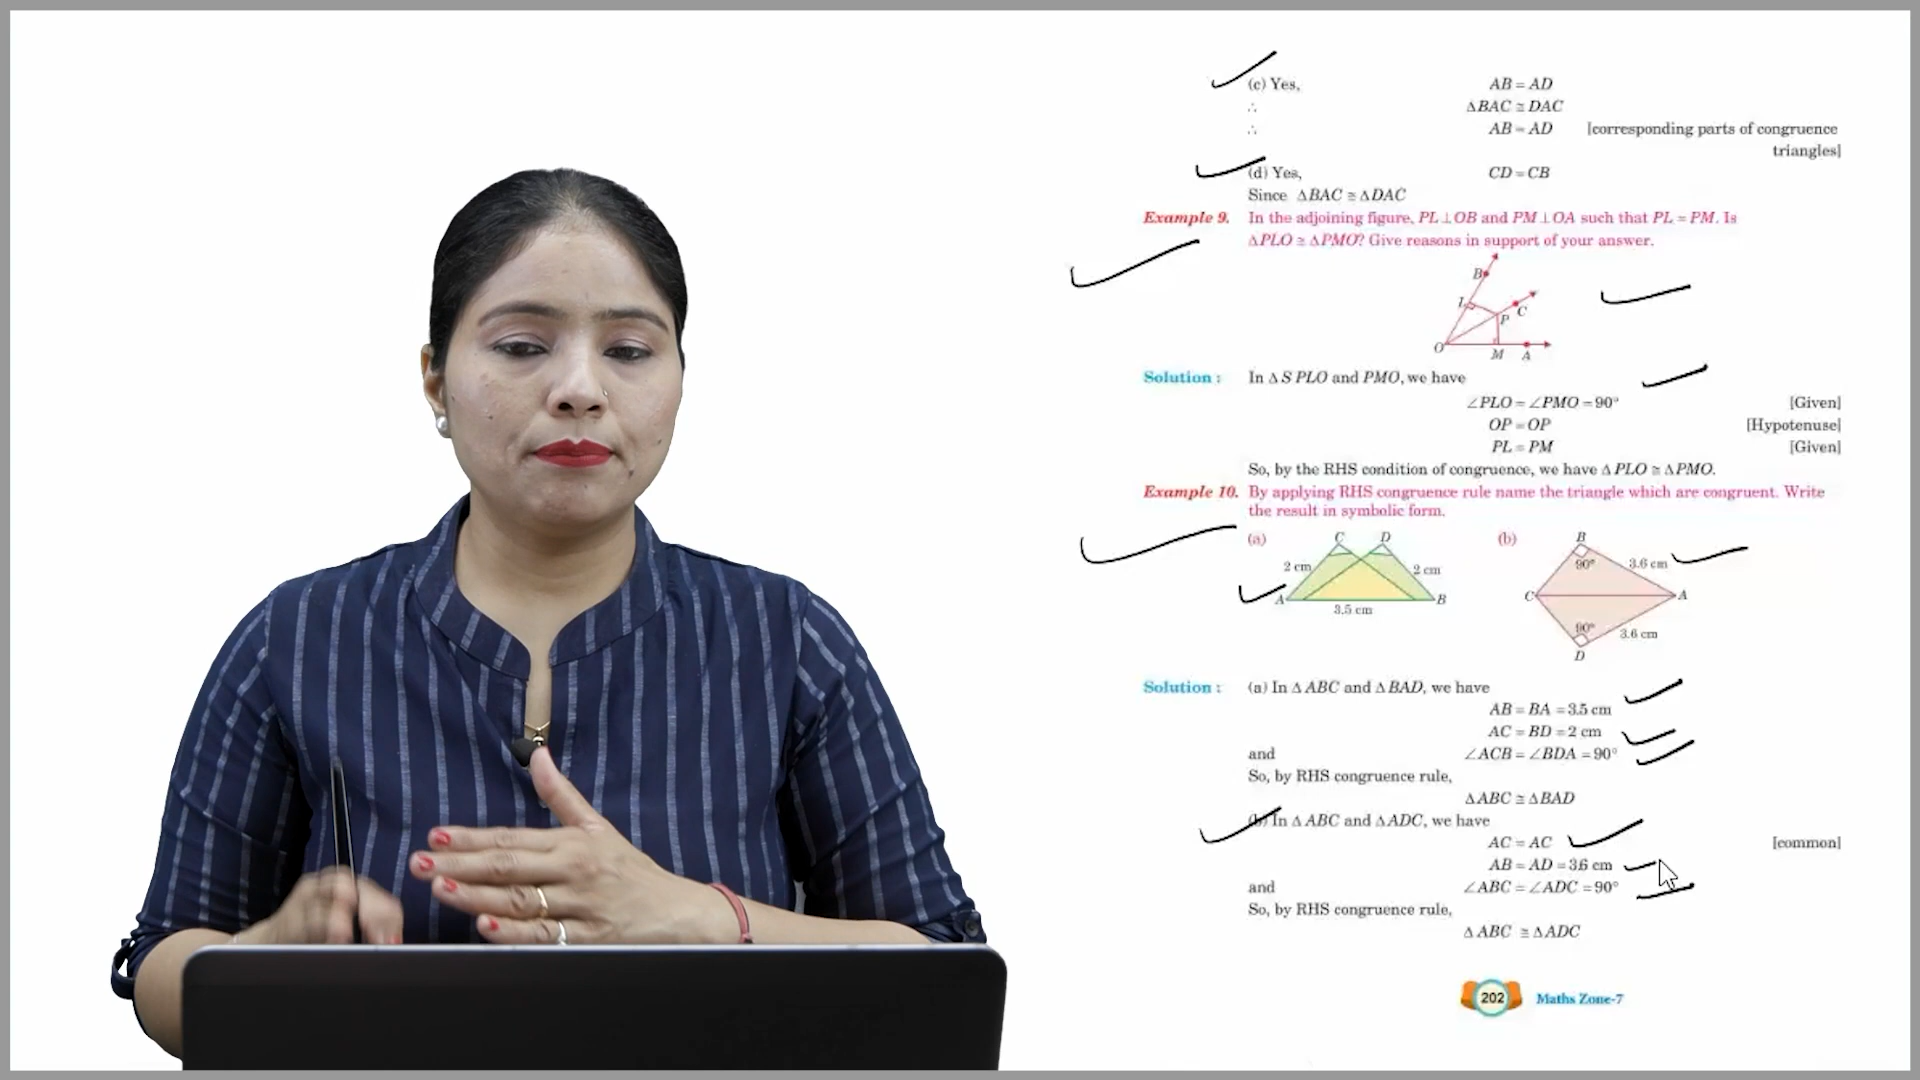 (c) Yes, AB = AD
∴ ΔBAC ≅ DAC
∴ AB = AD [corresponding parts of congruence
triangles]
(d) Yes, CD = CB
Since ΔBAC ≅ ΔDAC
Example 9. In the adjoining figure, PL ⊥ OB and PM ⊥ OA such that PL = PM. Is
ΔPLO ≅ ΔPMO? Give reasons in support of your answer.
B
L
C
P
O
M A
Solution : In Δ S PLO and PMO, we have
∠PLO = ∠PMO = 90° [Given]
OP = OP [Hypotenuse]
PL = PM [Given]
So, by the RHS condition of congruence, we have Δ PLO ≅ ΔPMO.
Example 10. By applying RHS congruence rule name the triangle which are congruent. Write
the result in symbolic form.
(a) C D (b) B
2 cm 2 cm 90° 3.6 cm
A B C A
3.5 cm
90° 3.6 cm
D
Solution : (a) In Δ ABC and Δ BAD, we have
AB = BA = 3.5 cm
AC = BD = 2 cm
and ∠ACB = ∠BDA = 90°
So, by RHS congruence rule,
ΔABC ≅ ΔBAD
(b) In Δ ABC and Δ ADC, we have
AC = AC [common]
AB = AD = 3.6 cm
and ∠ABC = ∠ADC = 90°
So, by RHS congruence rule,
Δ ABC ≅ Δ ADC
202 Maths Zone-7